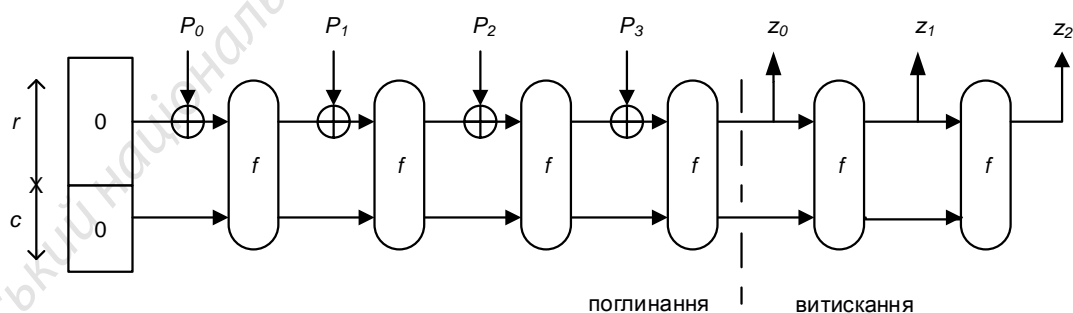 P0 P1 P2 P3 z0 z1 z2
r 0
f f f f f f
c 0
поглинання витискання